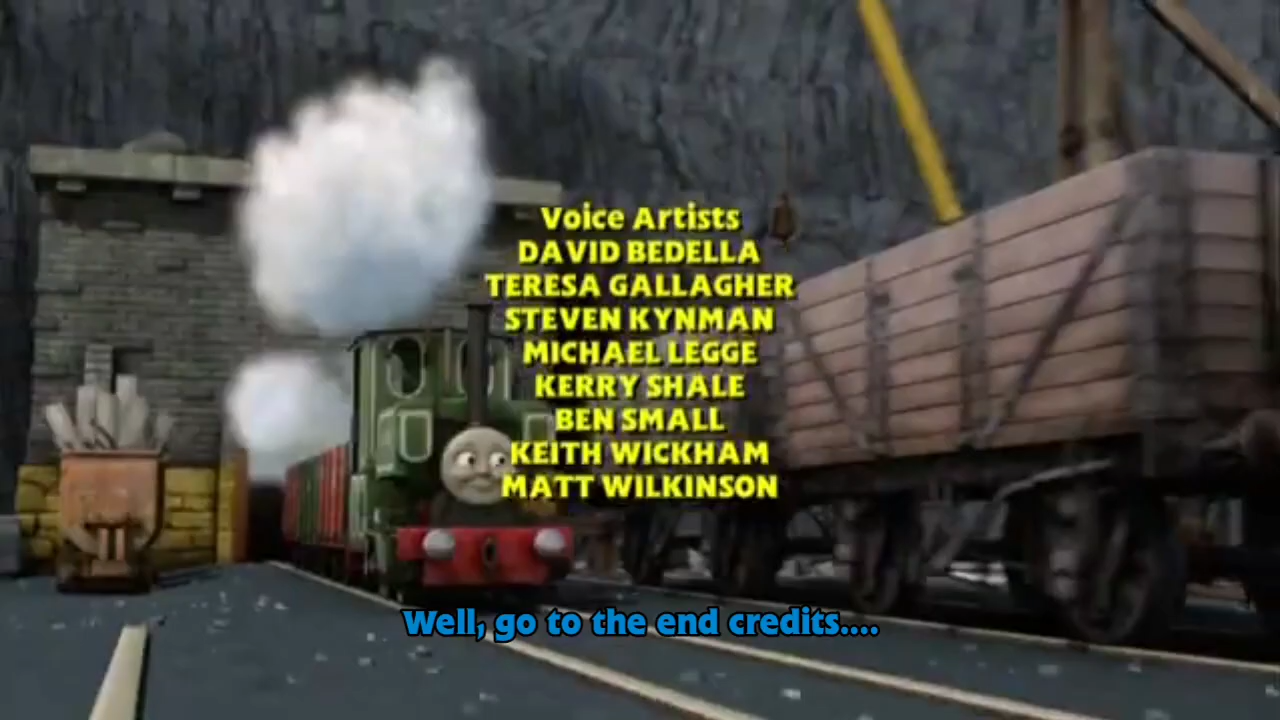 Voice Artists
DAVID BEDELLA
TERESA GALLAGHER
STEVEN KYNMAN
MICHAEL LEGGE
KERRY SHALE
BEN SMALL
KEITH WICKHAM
MATT WILKINSON
Well, go to the end credits....